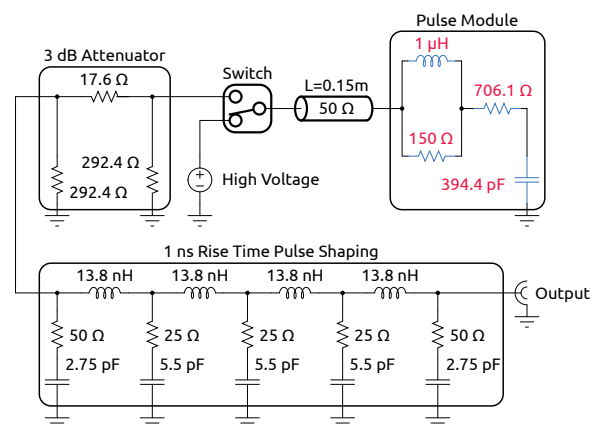 Pulse Module
1 μH
3 dB Attenuator
17.6 Ω
Switch
L=0.15m
50 Ω
706.1 Ω
150 Ω
292.4 Ω
292.4 Ω
High Voltage
394.4 pF
1 ns Rise Time Pulse Shaping
13.8 nH
13.8 nH
13.8 nH
13.8 nH
Output
50 Ω
25 Ω
25 Ω
25 Ω
50 Ω
2.75 pF
5.5 pF
5.5 pF
5.5 pF
2.75 pF